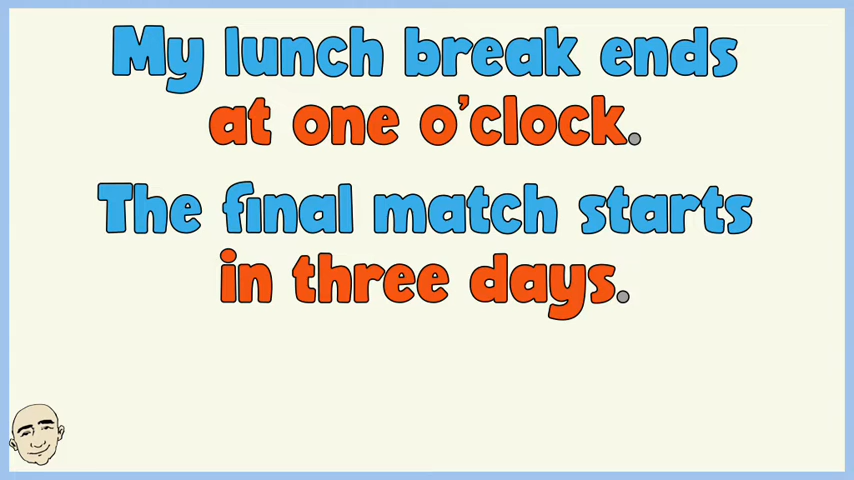 My lunch break ends
at one o'clock.
The final match starts
in three days.